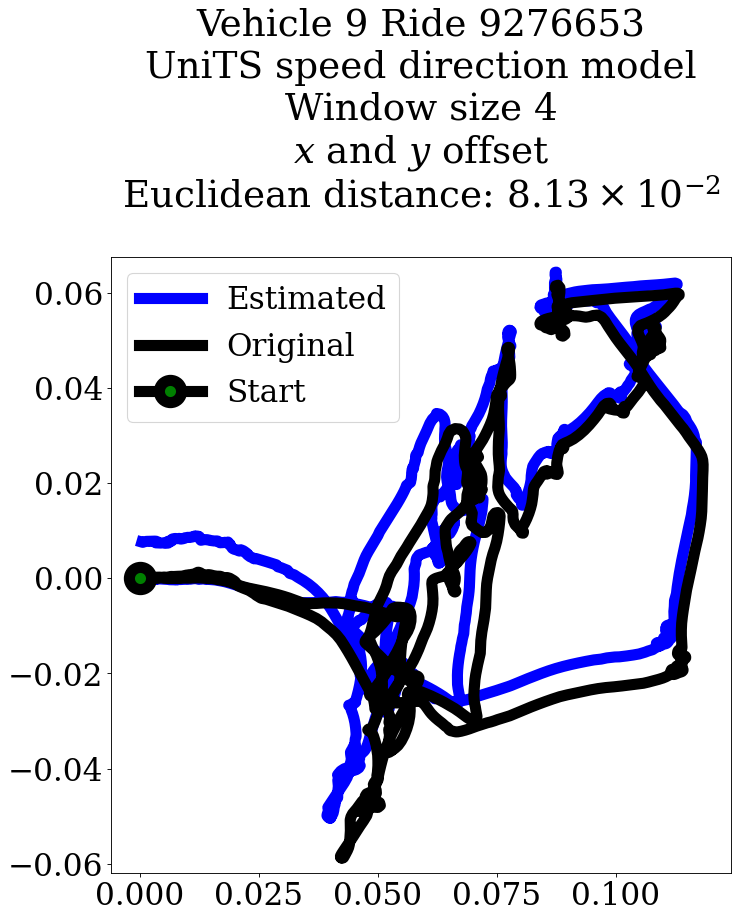 Vehicle 9 Ride 9276653
UniTS speed direction model
Window size 4
x and y offset
Euclidean distance: 8.13 × 10⁻²
Estimated
Original
Start
0.06
0.04
0.02
0.00
−0.02
−0.04
−0.06
0.000 0.025 0.050 0.075 0.100